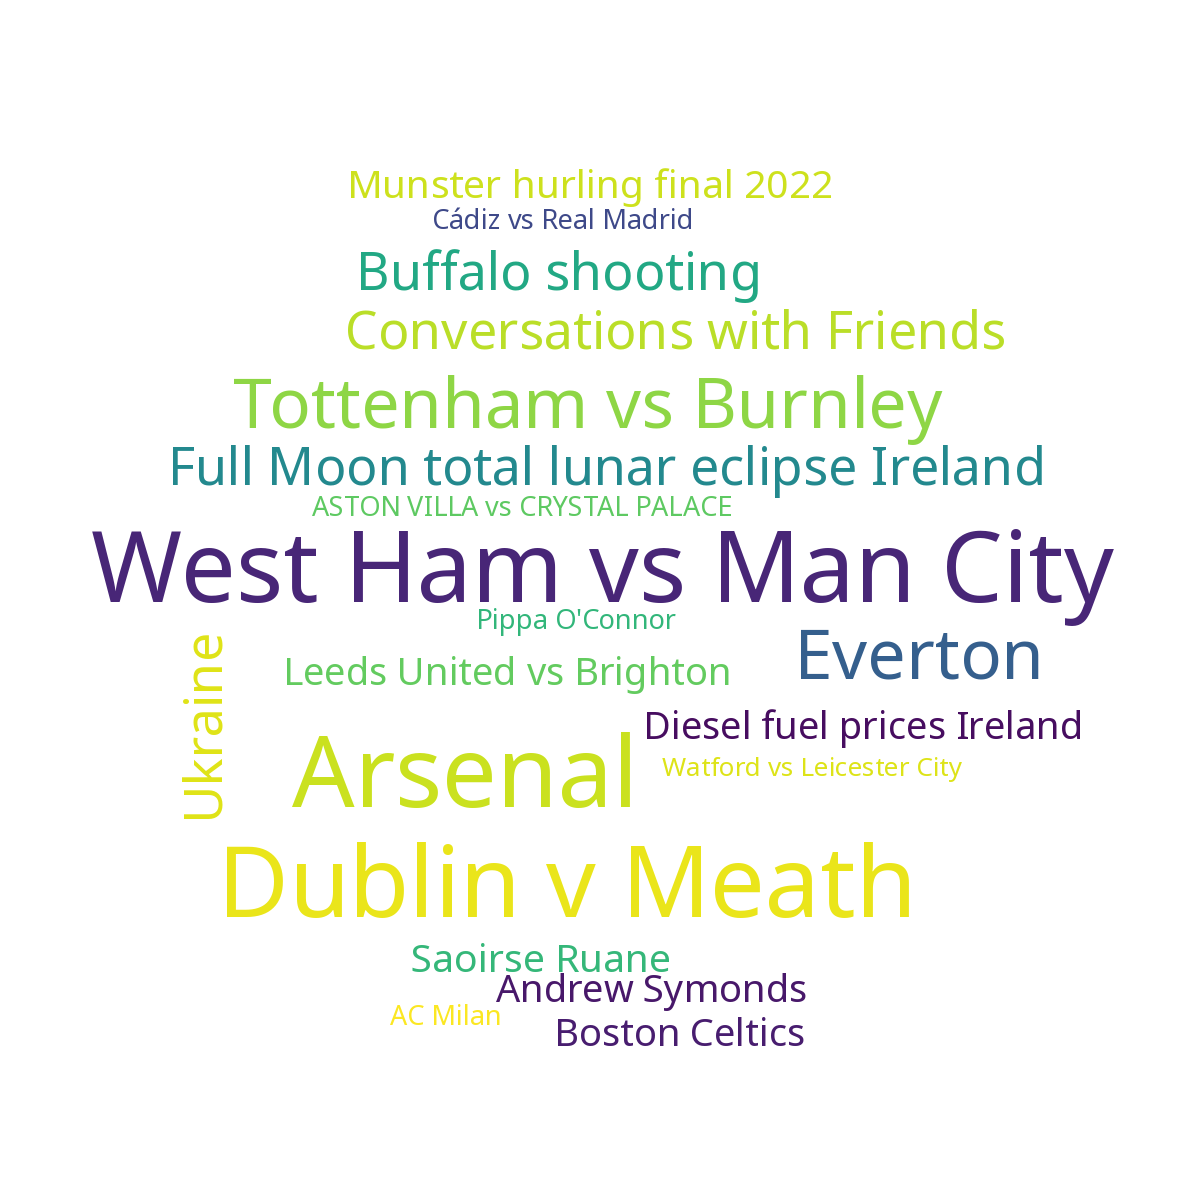 Munster hurling final 2022
Cádiz vs Real Madrid
Buffalo shooting
Conversations with Friends
Tottenham vs Burnley
Full Moon total lunar eclipse Ireland
ASTON VILLA vs CRYSTAL PALACE
West Ham vs Man City
Pippa O'Connor
Everton
Leeds United vs Brighton
Ukraine
Diesel fuel prices Ireland
Watford vs Leicester City
Arsenal
Dublin v Meath
Saoirse Ruane
Andrew Symonds
AC Milan
Boston Celtics